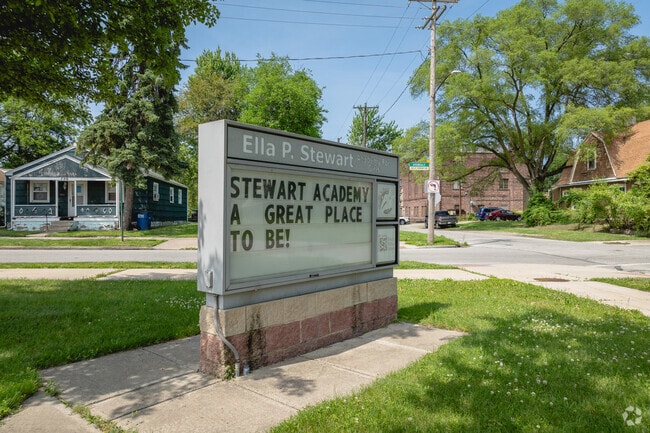 Ella P. Stewart
STEWART ACADEMY
A GREAT PLACE
TO BE!